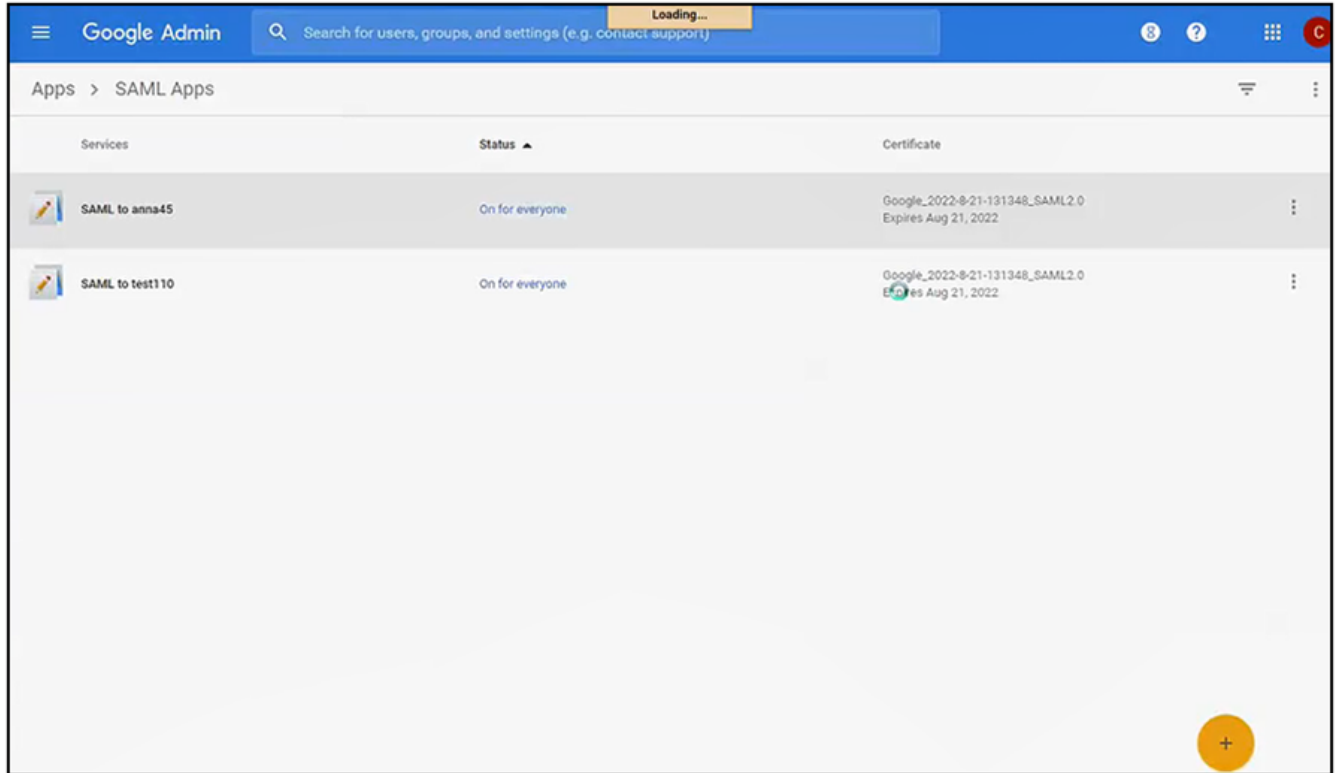 Loading...
Google Admin
Search for users, groups, and settings (e.g. contact support)
8
?
C
Apps > SAML Apps
Services
Status
Certificate
SAML to anna45
On for everyone
Google_2022-8-21-131348_SAML2.0
Expires Aug 21, 2022
SAML to test110
On for everyone
Google_2022-8-21-131348_SAML2.0
Expires Aug 21, 2022
+